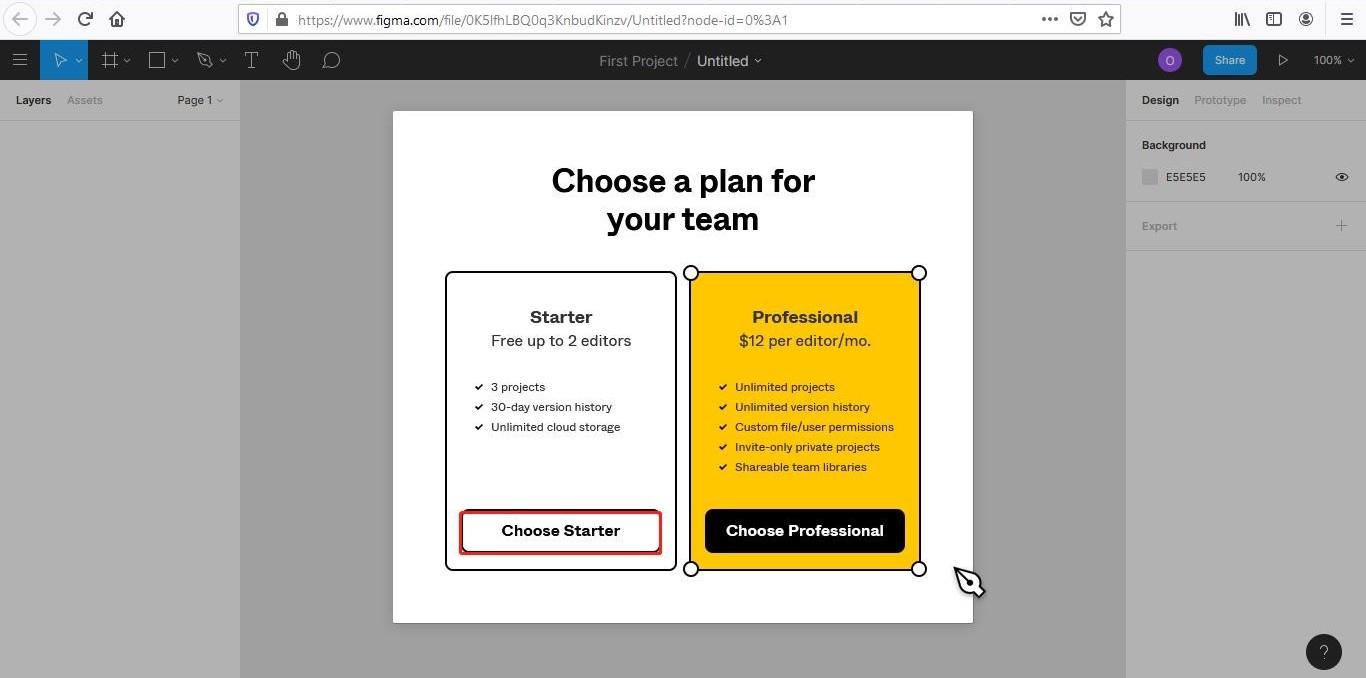 https://www.figma.com/file/0K5lfhLBQ0q3KnbudKinzv/Untitled?node-id=0%3A1
First Project / Untitled
O
Share
100%
Layers
Assets
Page 1
Design
Prototype
Inspect
Background
E5E5E5
100%
Export
Choose a plan for
your team
Starter
Free up to 2 editors
3 projects
30-day version history
Unlimited cloud storage
Choose Starter
Professional
$12 per editor/mo.
Unlimited projects
Unlimited version history
Custom file/user permissions
Invite-only private projects
Shareable team libraries
Choose Professional
?